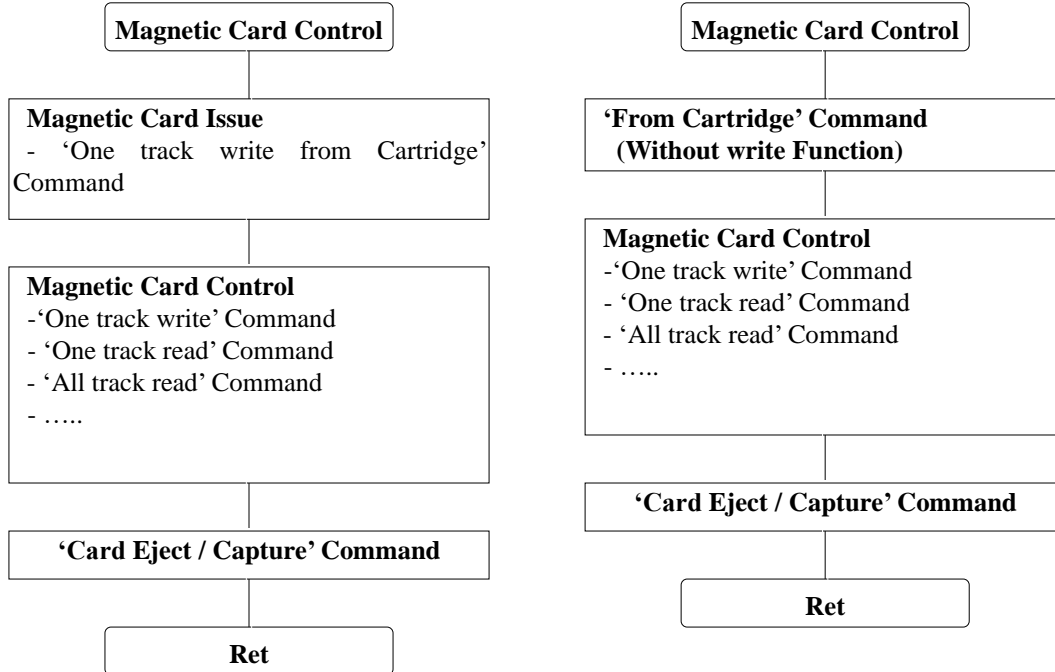 Magnetic Card Control
Magnetic Card Issue
- ‘One track write from Cartridge’
Command
Magnetic Card Control
-‘One track write’ Command
- ‘One track read’ Command
- ‘All track read’ Command
- …..
‘Card Eject / Capture’ Command
Ret
Magnetic Card Control
‘From Cartridge’ Command
(Without write Function)
Magnetic Card Control
-‘One track write’ Command
- ‘One track read’ Command
- ‘All track read’ Command
- …..
‘Card Eject / Capture’ Command
Ret